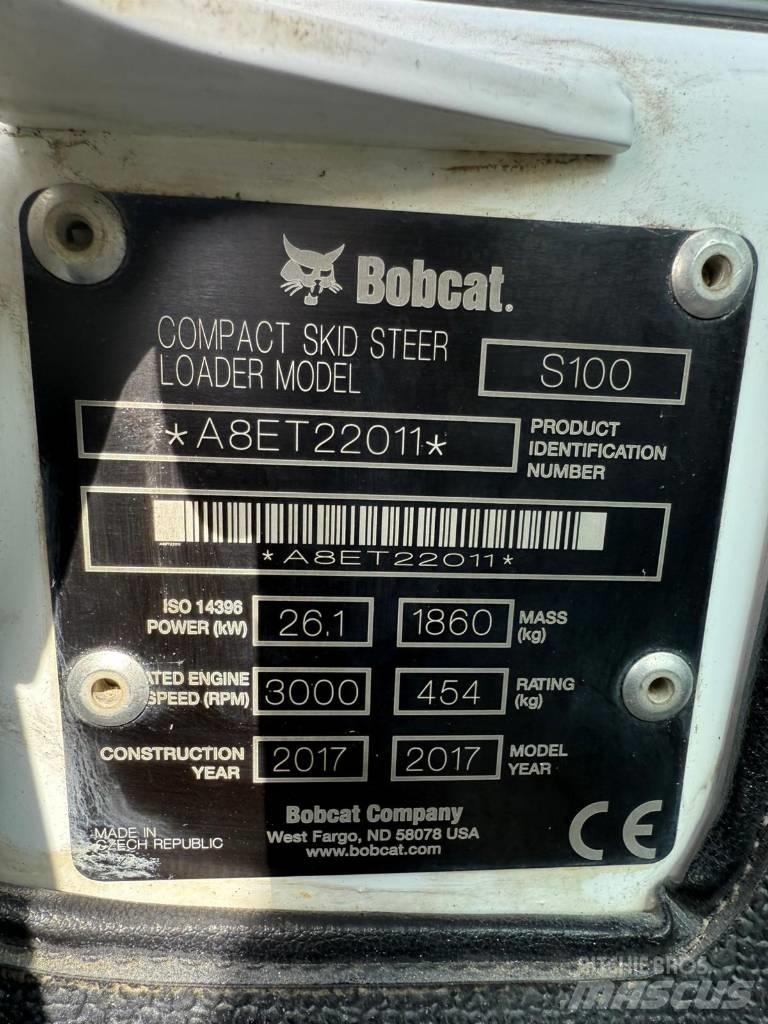 Bobcat.
COMPACT SKID STEER
LOADER MODEL
S100
*A8ET22011*
PRODUCT
IDENTIFICATION
NUMBER
*A8ET22011*
ISO 14396
POWER (kW)
26.1
1860
MASS
(kg)
ATED ENGINE
SPEED (RPM)
3000
454
RATING
(kg)
CONSTRUCTION
YEAR
2017
2017
MODEL
YEAR
Bobcat Company
West Fargo, ND 58078 USA
www.bobcat.com
MADE IN
CZECH REPUBLIC
CE
RITCHIE BROS.
MASCUS